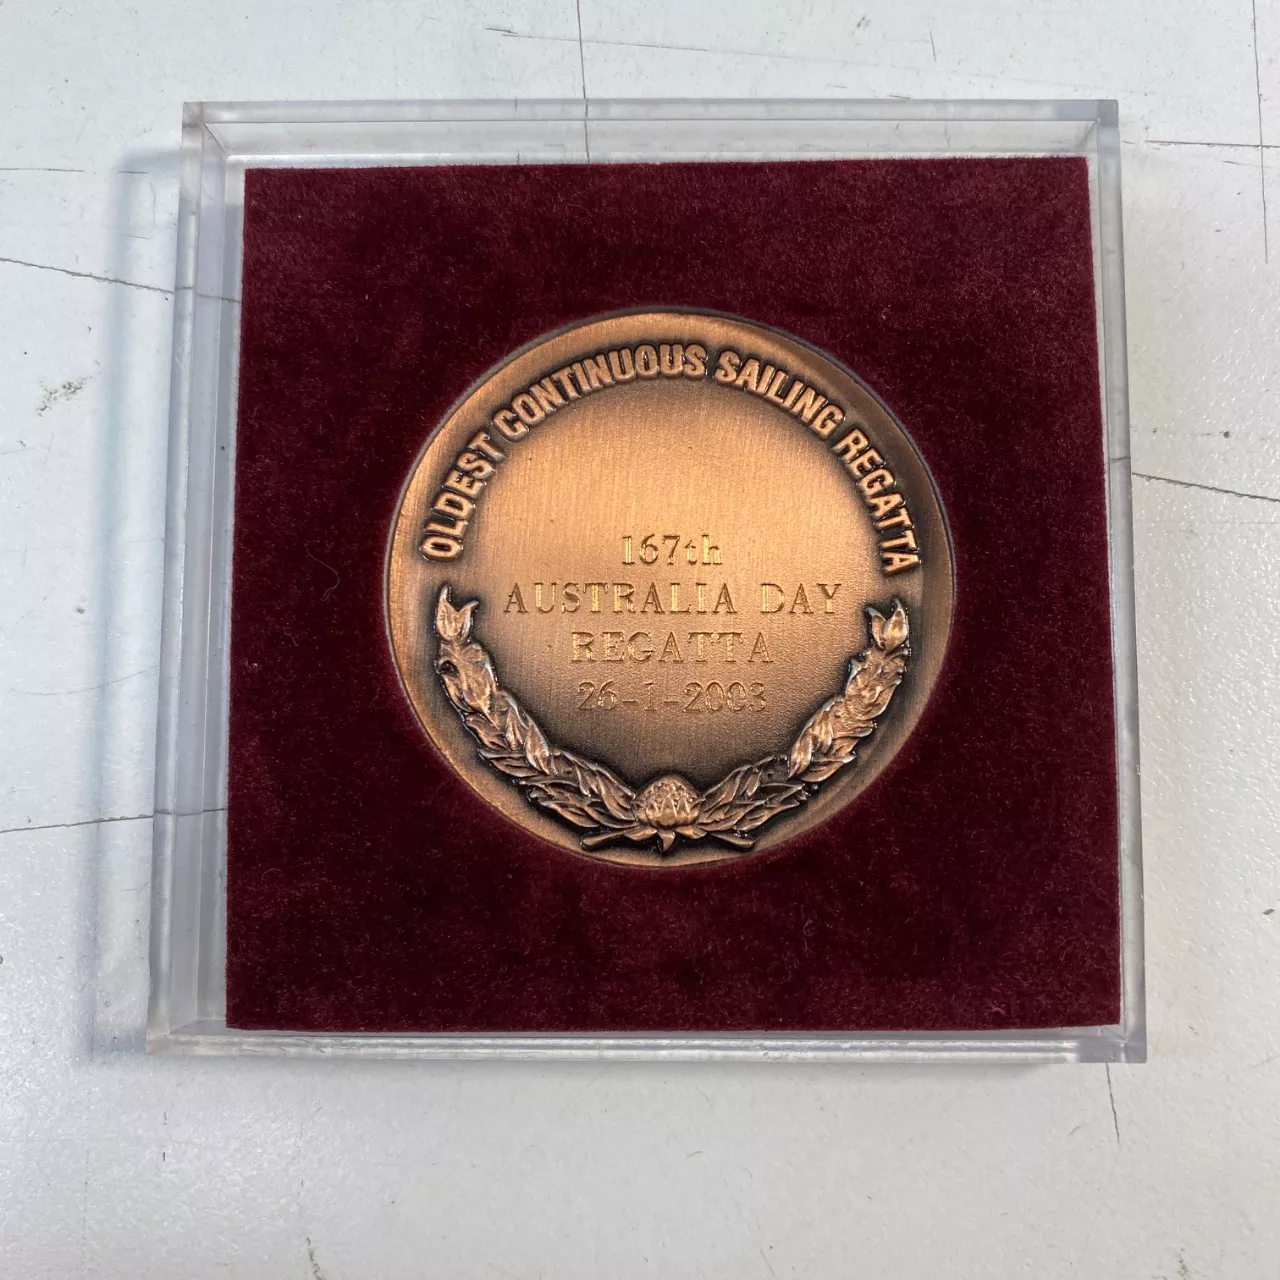 OLDEST CONTINUOUS SAILING REGATTA
167th
AUSTRALIA DAY
REGATTA
26-1-2003